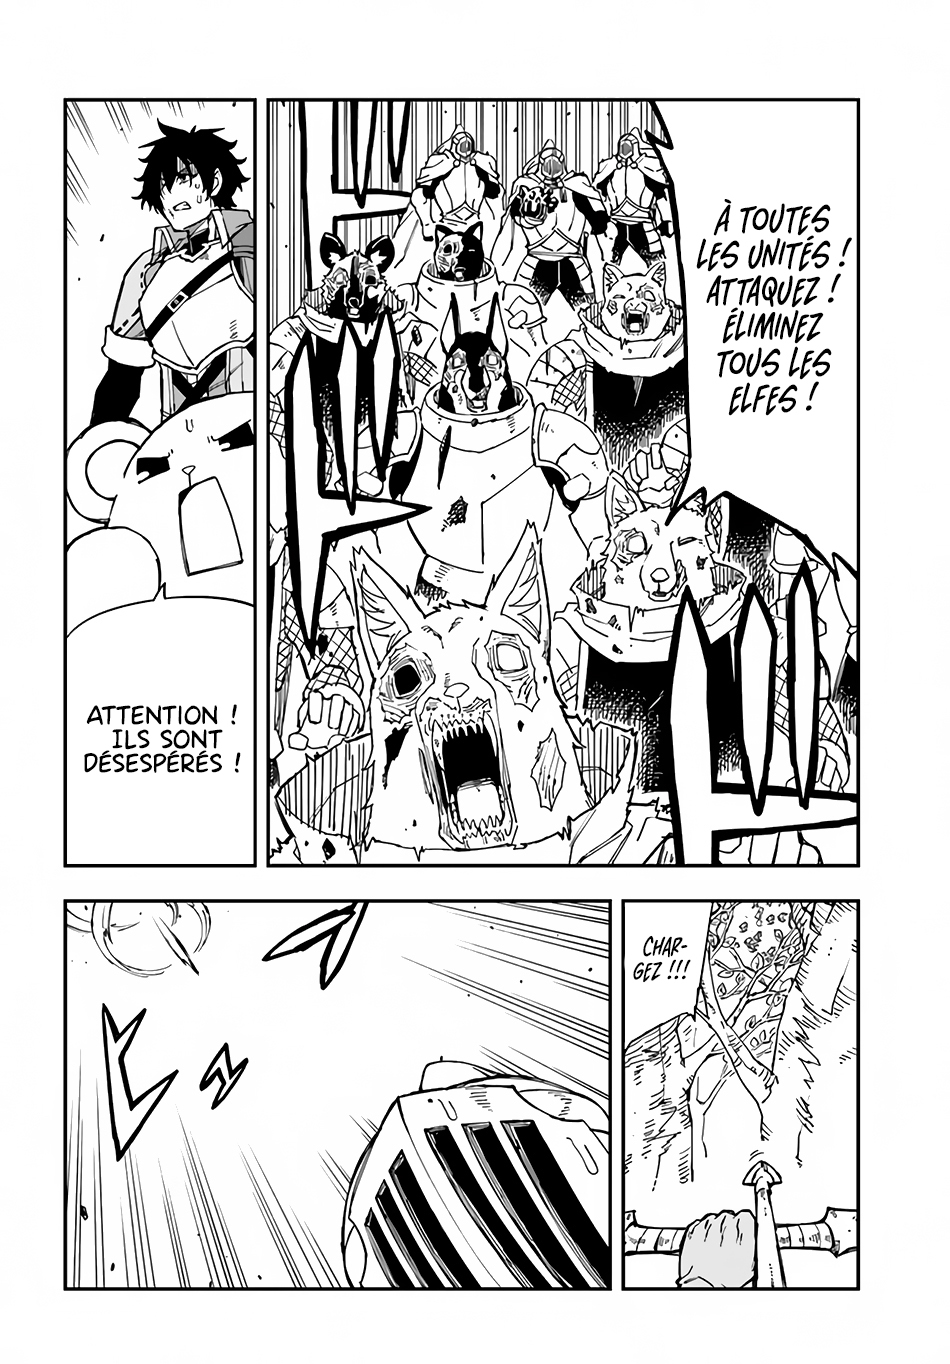 À TOUTES
LES UNITÉS !
ATTAQUEZ !
ÉLIMINEZ
TOUS LES
ELFES !
ATTENTION !
ILS SONT
DÉSESPÉRÉS !
CHAR-
GEZ !!!